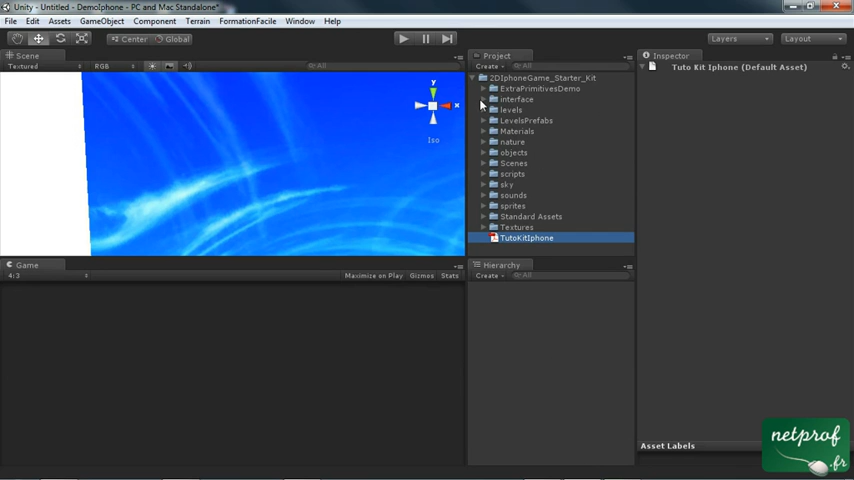 Unity - Untitled - DemoIphone - PC and Mac Standalone*
File Edit Assets GameObject Component Terrain FormationFacile Window Help
Center Global Layers Layout
Scene
Textured RGB All
y
x
Iso
Game
4:3 Maximize on Play Gizmos Stats
Project
Create All
2DIphoneGame_Starter_Kit
ExtraPrimitivesDemo
interface
levels
LevelsPrefabs
Materials
nature
objects
Scenes
scripts
sky
sounds
sprites
Standard Assets
Textures
TutoKitIphone
Hierarchy
Create All
Inspector
Tuto Kit Iphone (Default Asset)
Asset Labels
netprof
.fr